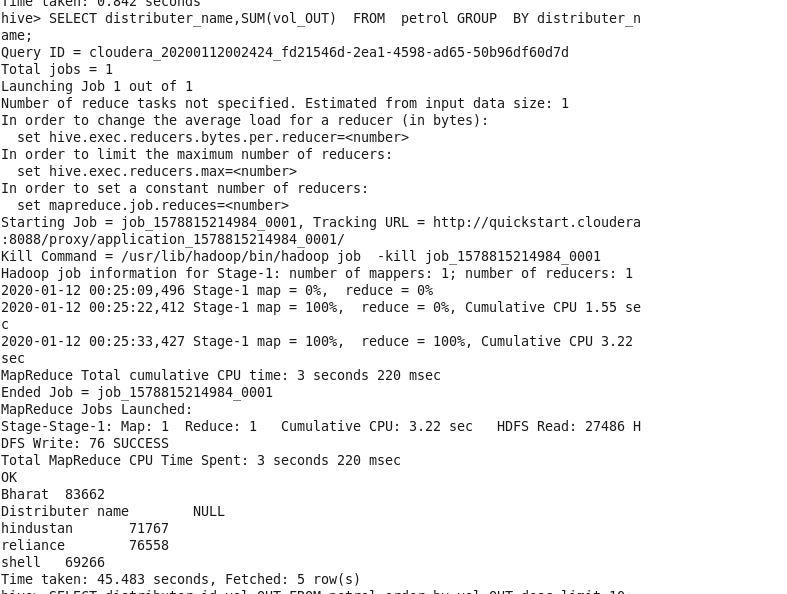 Time taken: 0.842 seconds
hive> SELECT distributer_name,SUM(vol_OUT)  FROM  petrol GROUP  BY distributer_n
ame;
Query ID = cloudera_20200112002424_fd21546d-2ea1-4598-ad65-50b96df60d7d
Total jobs = 1
Launching Job 1 out of 1
Number of reduce tasks not specified. Estimated from input data size: 1
In order to change the average load for a reducer (in bytes):
  set hive.exec.reducers.bytes.per.reducer=<number>
In order to limit the maximum number of reducers:
  set hive.exec.reducers.max=<number>
In order to set a constant number of reducers:
  set mapreduce.job.reduces=<number>
Starting Job = job_1578815214984_0001, Tracking URL = http://quickstart.cloudera
:8088/proxy/application_1578815214984_0001/
Kill Command = /usr/lib/hadoop/bin/hadoop job  -kill job_1578815214984_0001
Hadoop job information for Stage-1: number of mappers: 1; number of reducers: 1
2020-01-12 00:25:09,496 Stage-1 map = 0%,  reduce = 0%
2020-01-12 00:25:22,412 Stage-1 map = 100%,  reduce = 0%, Cumulative CPU 1.55 se
c
2020-01-12 00:25:33,427 Stage-1 map = 100%,  reduce = 100%, Cumulative CPU 3.22
sec
MapReduce Total cumulative CPU time: 3 seconds 220 msec
Ended Job = job_1578815214984_0001
MapReduce Jobs Launched:
Stage-Stage-1: Map: 1  Reduce: 1   Cumulative CPU: 3.22 sec   HDFS Read: 27486 H
DFS Write: 76 SUCCESS
Total MapReduce CPU Time Spent: 3 seconds 220 msec
OK
Bharat  83662
Distributer name        NULL
hindustan       71767
reliance        76558
shell   69266
Time taken: 45.483 seconds, Fetched: 5 row(s)
hive> SELECT distributer_id,vol_OUT FROM petrol order by vol_OUT desc limit 10;